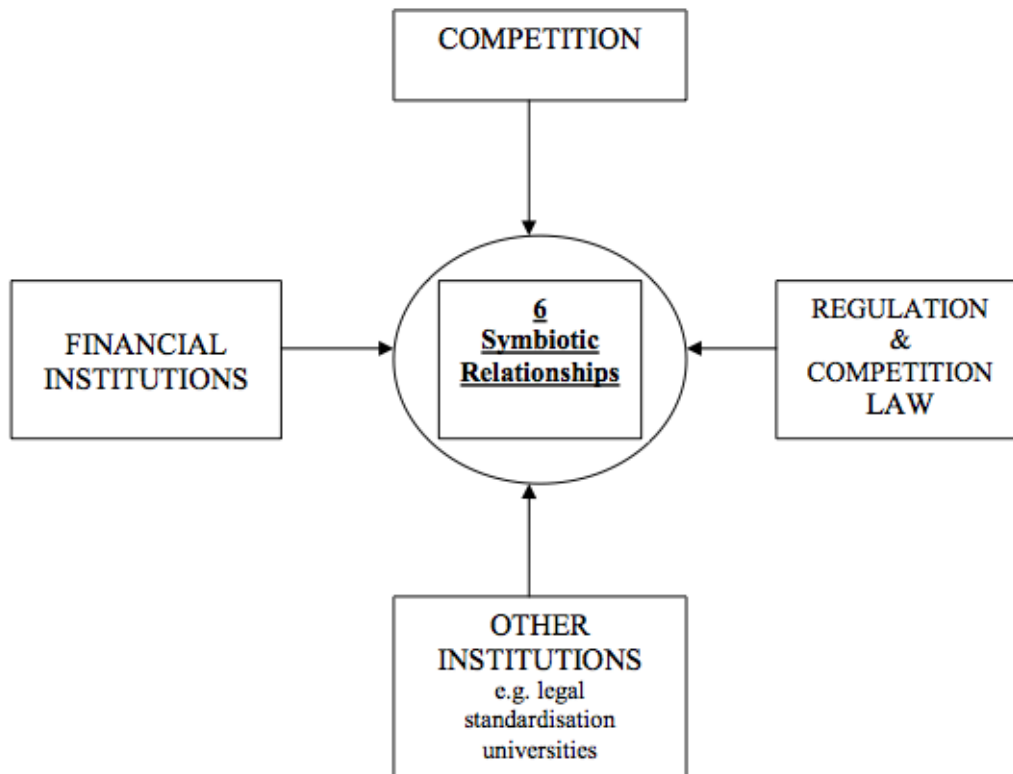 COMPETITION
FINANCIAL
INSTITUTIONS
6
Symbiotic
Relationships
REGULATION
&
COMPETITION
LAW
OTHER
INSTITUTIONS
e.g. legal
standardisation
universities